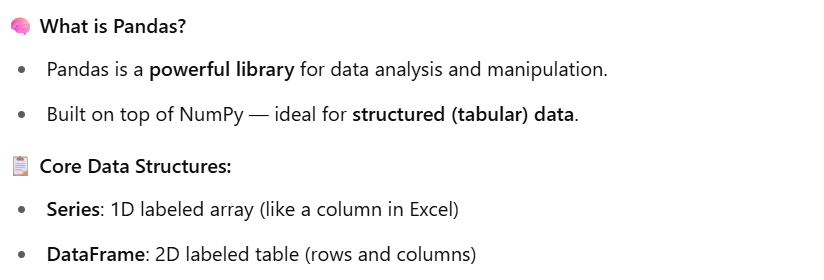 What is Pandas?
Pandas is a powerful library for data analysis and manipulation.
Built on top of NumPy — ideal for structured (tabular) data.
Core Data Structures:
Series: 1D labeled array (like a column in Excel)
DataFrame: 2D labeled table (rows and columns)